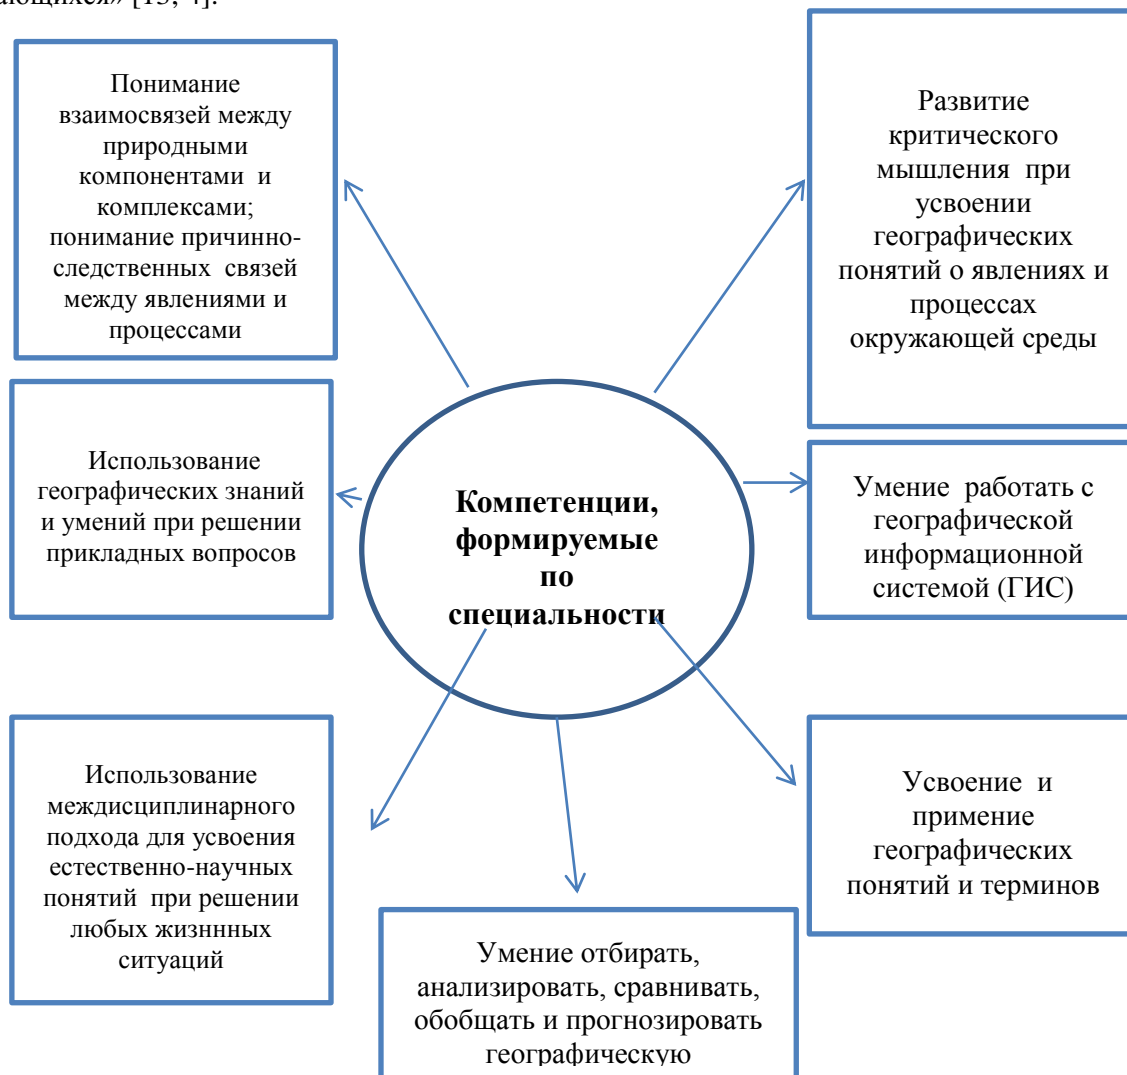 ающихся» [13, 4].
Понимание
взаимосвязей между
природными
компонентами и
комплексами;
понимание причинно-
следственных связей
между явлениями и
процессами
Развитие
критического
мышления при
усвоении
географических
понятий о явлениях и
процессах
окружающей среды
Использование
географических знаний
и умений при решении
прикладных вопросов
Компетенции,
формируемые
по
специальности
Умение работать с
географической
информационной
системой (ГИС)
Использование
междисциплинарного
подхода для усвоения
естественно-научных
понятий при решении
любых жизннных
ситуаций
Усвоение и
примение
географических
понятий и терминов
Умение отбирать,
анализировать, сравнивать,
обобщать и прогнозировать
географическую